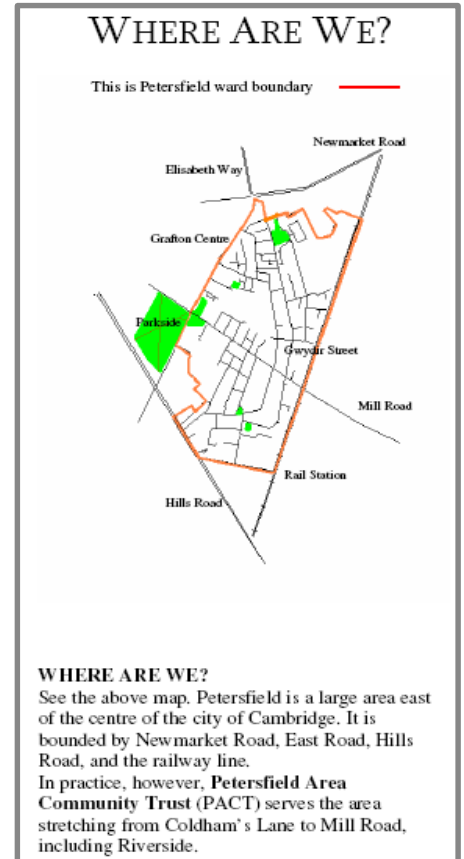 WHERE ARE WE?
This is Petersfield ward boundary
Newmarket Road
Elisabeth Way
Grafton Centre
Parkside
Gwydir Street
Mill Road
Rail Station
Hills Road
WHERE ARE WE?
See the above map. Petersfield is a large area east
of the centre of the city of Cambridge. It is
bounded by Newmarket Road, East Road, Hills
Road, and the railway line.
In practice, however, Petersfield Area
Community Trust (PACT) serves the area
stretching from Coldham's Lane to Mill Road,
including Riverside.